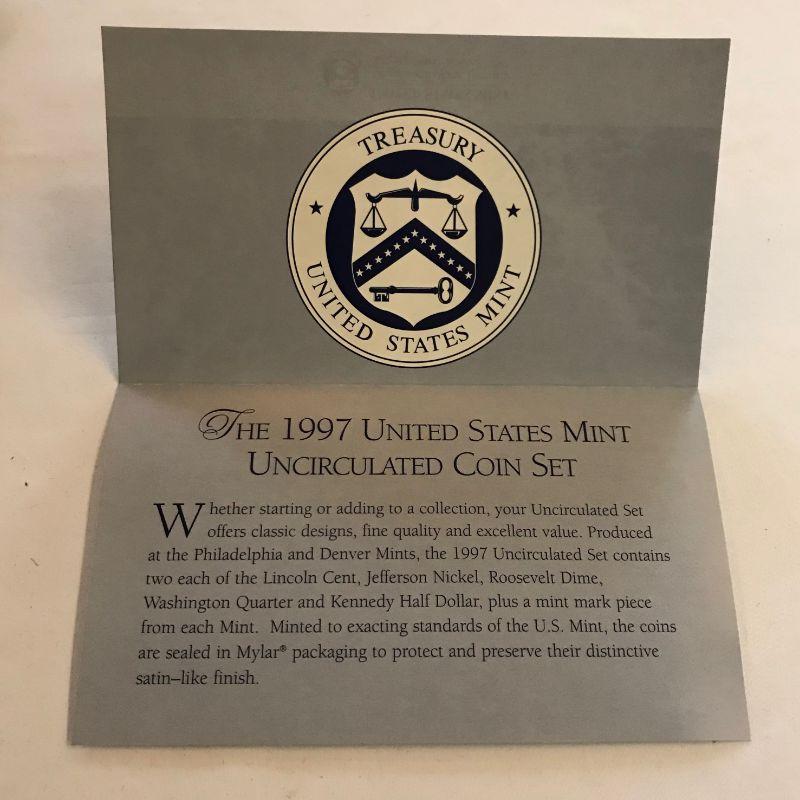 TREASURY
UNITED STATES MINT
THE 1997 UNITED STATES MINT
UNCIRCULATED COIN SET
Whether starting or adding to a collection, your Uncirculated Set
offers classic designs, fine quality and excellent value. Produced
at the Philadelphia and Denver Mints, the 1997 Uncirculated Set contains
two each of the Lincoln Cent, Jefferson Nickel, Roosevelt Dime,
Washington Quarter and Kennedy Half Dollar, plus a mint mark piece
from each Mint. Minted to exacting standards of the U.S. Mint, the coins
are sealed in Mylar® packaging to protect and preserve their distinctive
satin–like finish.